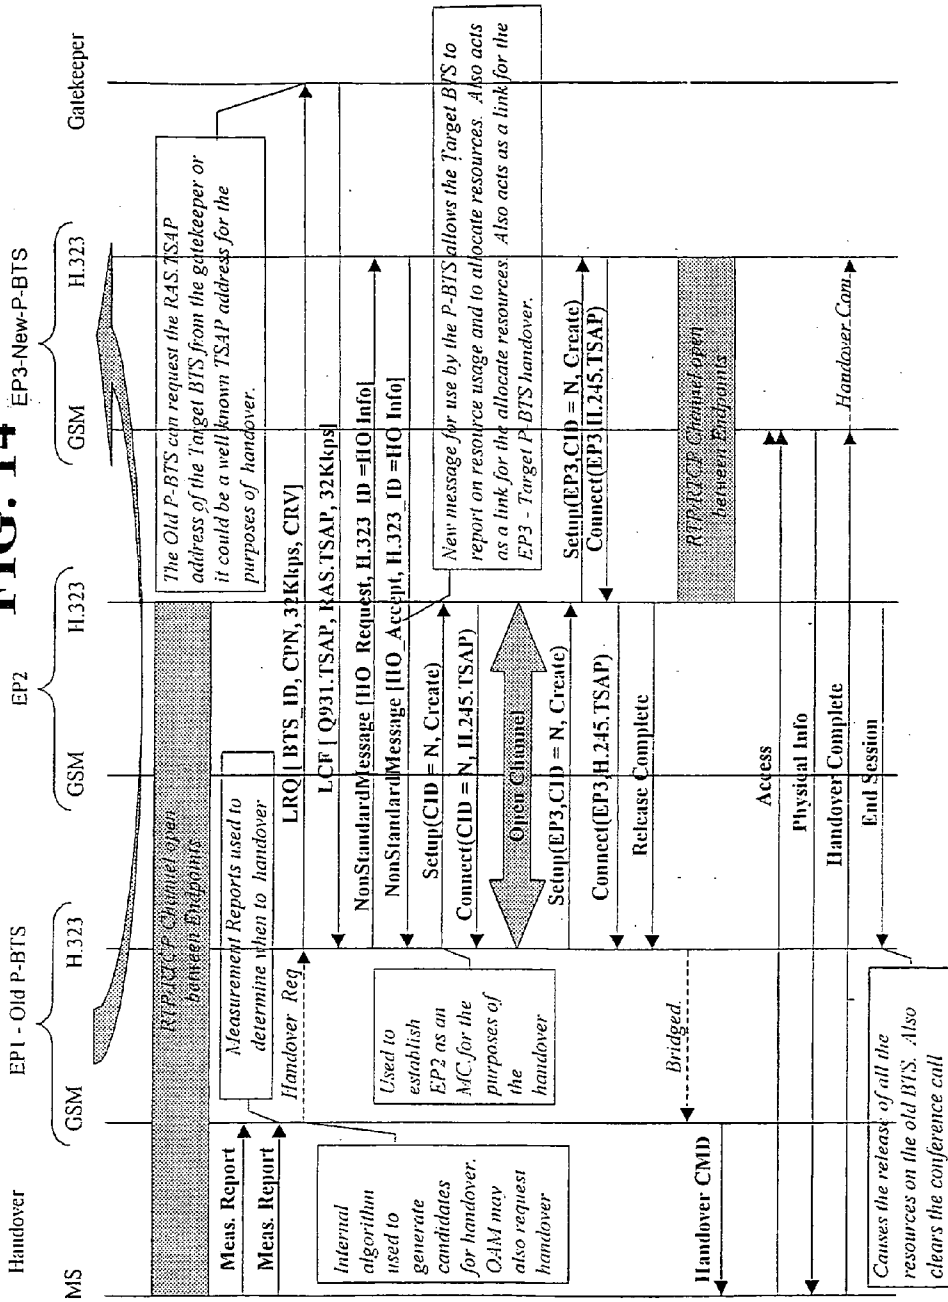 FIG. 14
Handover
EP1 - Old P-BTS
EP2
EP3-New-P-BTS
MS
GSM
H.323
GSM
H.323
GSM
H.323
Gatekeeper
RTP.RTCP Channel open
between Endpoints
The Old P-BTS can request the RAS.TSAP
address of the Target BTS from the gatekeeper or
it could be a well known TSAP address for the
purposes of handover.
Meas. Report
Meas. Report
Measurement Reports used to
determine when to handover
Handover Req
LRQ [ BTS_ID, CPN, 32Kkps, CRV]
LCF [ Q931.TSAP, RAS.TSAP, 32Kkps]
Internal
algorithm
used to
generate
candidates
for handover.
OAM may
also request
handover
NonStandardMessage [HO_Request, H.323_ID =HO Info]
NonStandardMessage [HO_Accept, H.323_ID =HO Info]
Used to
establish
EP2 as an
MC.for the
purposes of
the
handover
Setup(CID = N, Create)
Connect(CID = N, H.245.TSAP)
New message for use by the P-BTS allows the Target BTS to
report on resource usage and to allocate resources. Also acts
as a link for the allocate resources. Also acts as a link for the
EP3 - Target P-BTS handover.
Open Channel
Setup(EP3,CID = N, Create)
Setup(EP3,CID = N, Create)
Connect(EP3,H.245.TSAP)
Connect(EP3,H.245.TSAP)
Release Complete
Bridged
RTP.RTCP Channel open
between Endpoints
Handover CMD
Access
Physical Info
Handover Complete
Handover Com
End Session
Causes the release of all the
resources on the old BTS. Also
clears the conference call